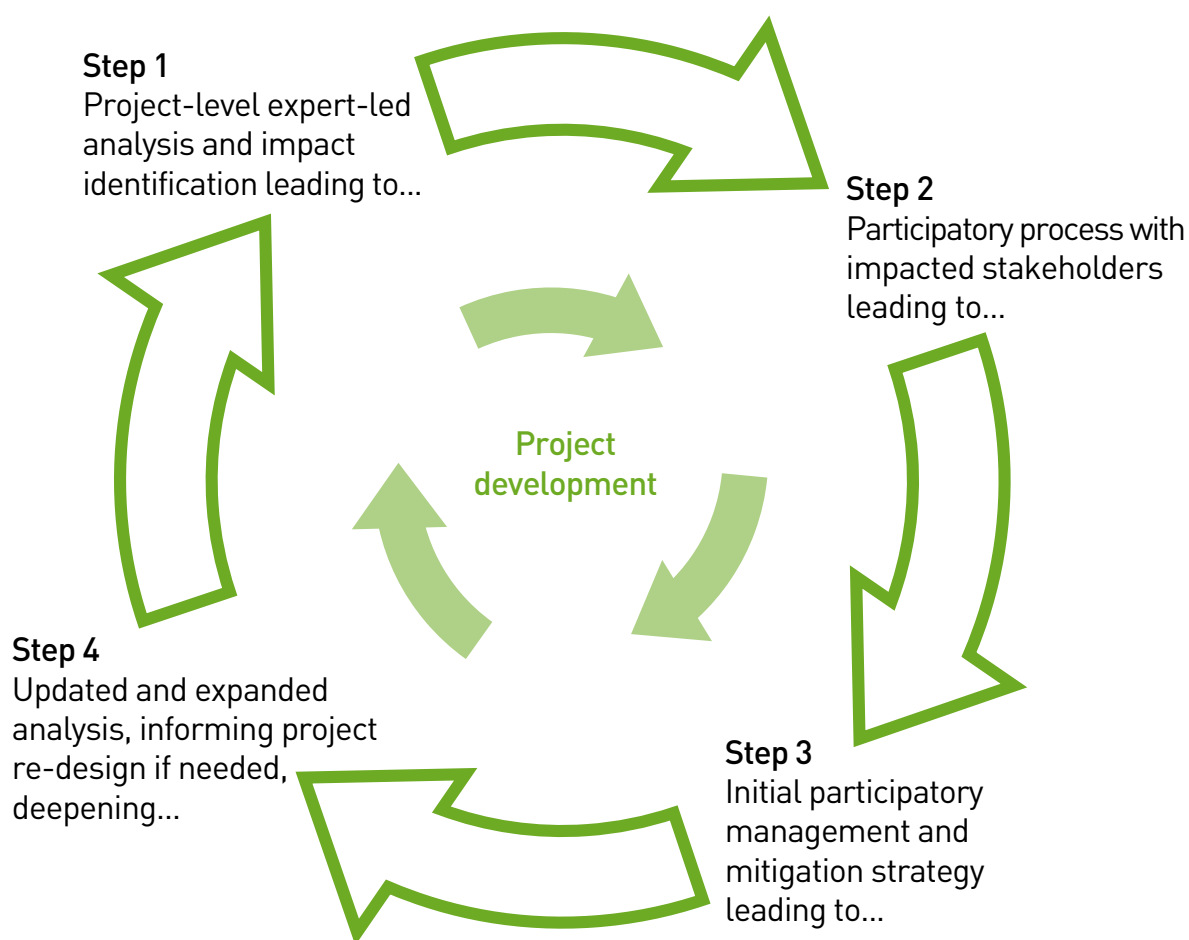 Step 1
Project-level expert-led
analysis and impact
identification leading to...
Step 2
Participatory process with
impacted stakeholders
leading to...
Project
development
Step 3
Initial participatory
management and
mitigation strategy
leading to...
Step 4
Updated and expanded
analysis, informing project
re-design if needed,
deepening...